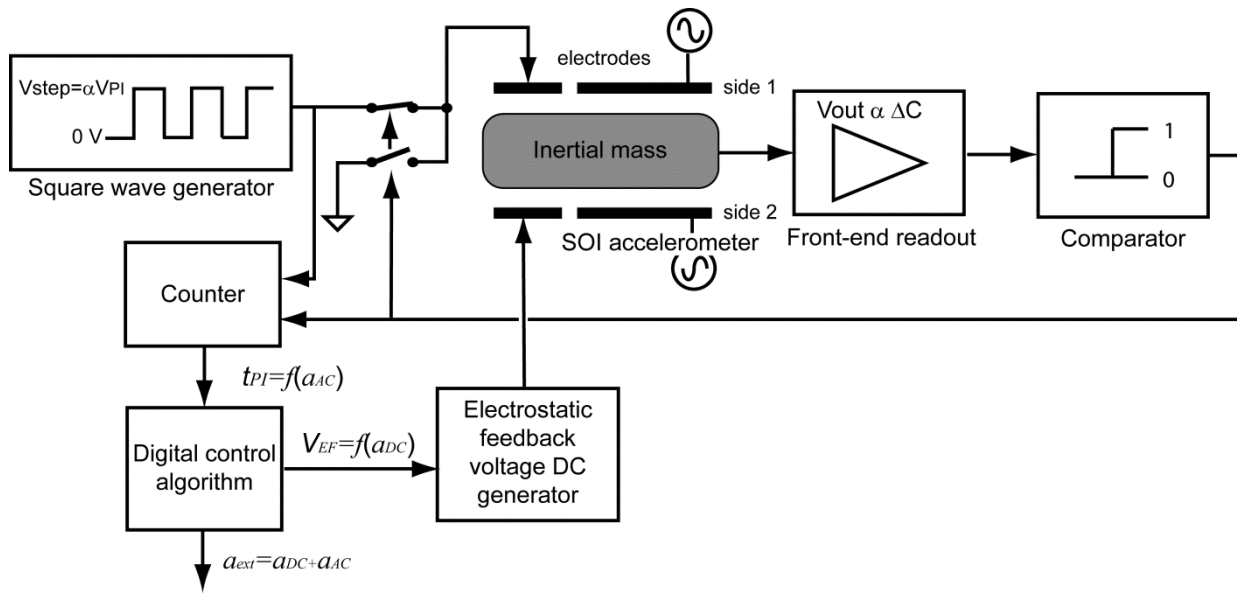 electrodes
side 1
Vstep=αVPI
0 V
Square wave generator
Inertial mass
Vout α ΔC
1
0
side 2
SOI accelerometer
Front-end readout
Comparator
Counter
tPI=f(aAC)
Digital control
algorithm
VEF=f(aDC)
Electrostatic
feedback
voltage DC
generator
aext=aDC+aAC